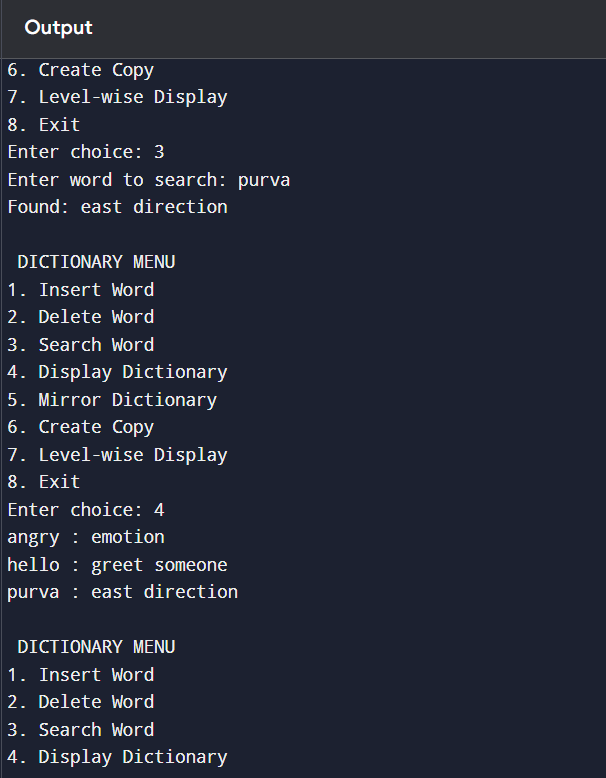 Output
6. Create Copy
7. Level-wise Display
8. Exit
Enter choice: 3
Enter word to search: purva
Found: east direction
DICTIONARY MENU
1. Insert Word
2. Delete Word
3. Search Word
4. Display Dictionary
5. Mirror Dictionary
6. Create Copy
7. Level-wise Display
8. Exit
Enter choice: 4
angry : emotion
hello : greet someone
purva : east direction
DICTIONARY MENU
1. Insert Word
2. Delete Word
3. Search Word
4. Display Dictionary